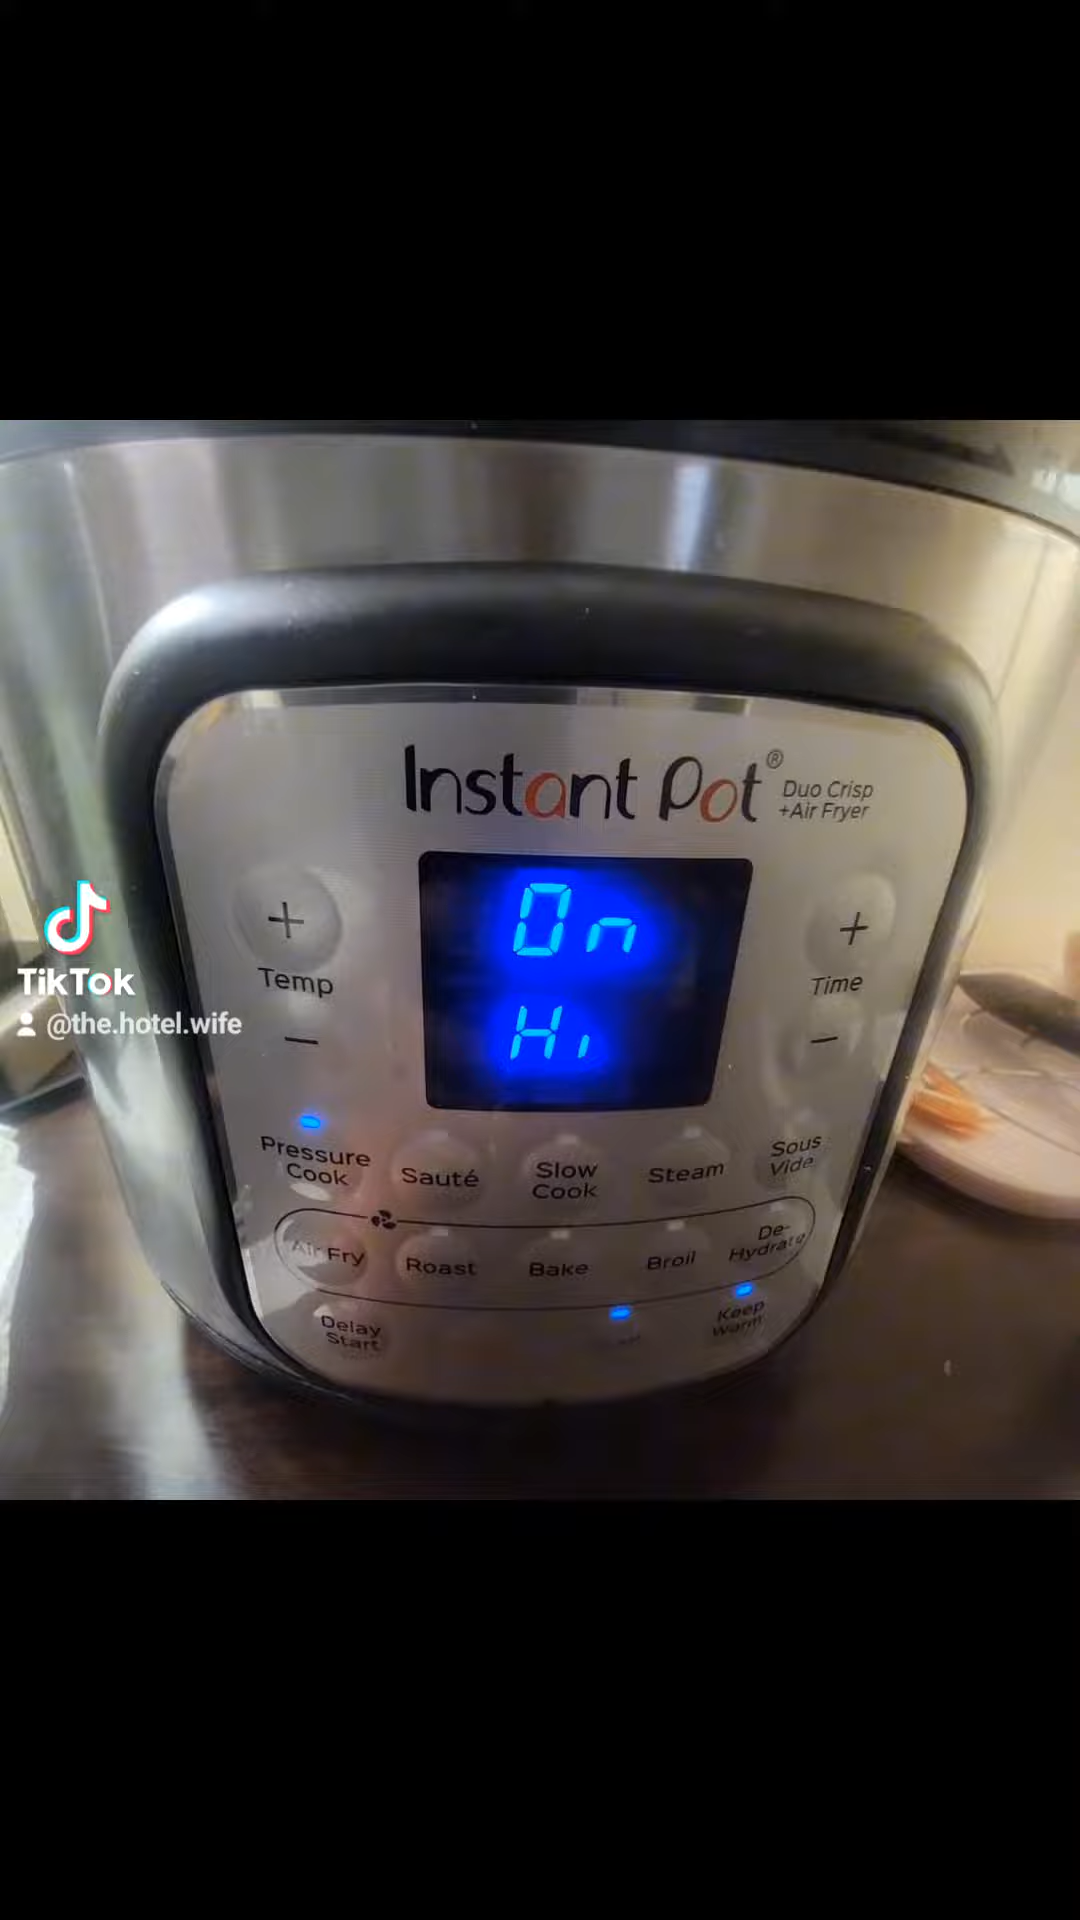 Instant Pot®
Duo Crisp
+Air Fryer
On
Hi
+
Temp
−
+
Time
−
Pressure
Cook
Sauté
Slow
Cook
Steam
Sous
Vide
Air Fry
Roast
Bake
Broil
De-
Hydrate
Delay
Start
Keep
Warm
TikTok
@the.hotel.wife